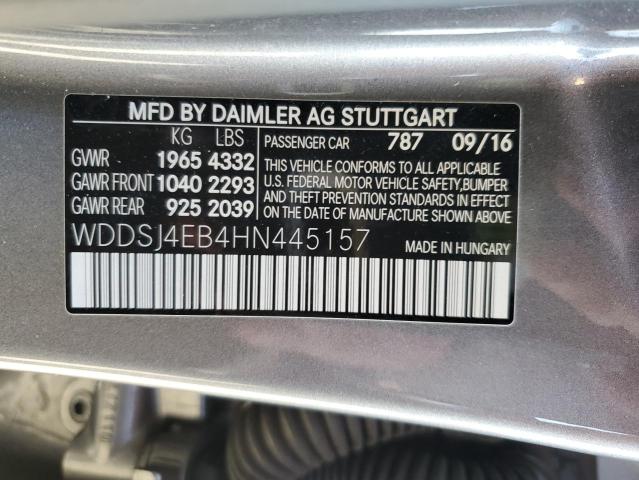 MFD BY DAIMLER AG STUTTGART
KG LBS PASSENGER CAR 787 09/16
GVWR 1965 4332
GAWR FRONT 1040 2293
GAWR REAR 925 2039
THIS VEHICLE CONFORMS TO ALL APPLICABLE
U.S. FEDERAL MOTOR VEHICLE SAFETY, BUMPER
AND THEFT PREVENTION STANDARDS IN EFFECT
ON THE DATE OF MANUFACTURE SHOWN ABOVE.
WDDSJ4EB4HN445157 MADE IN HUNGARY